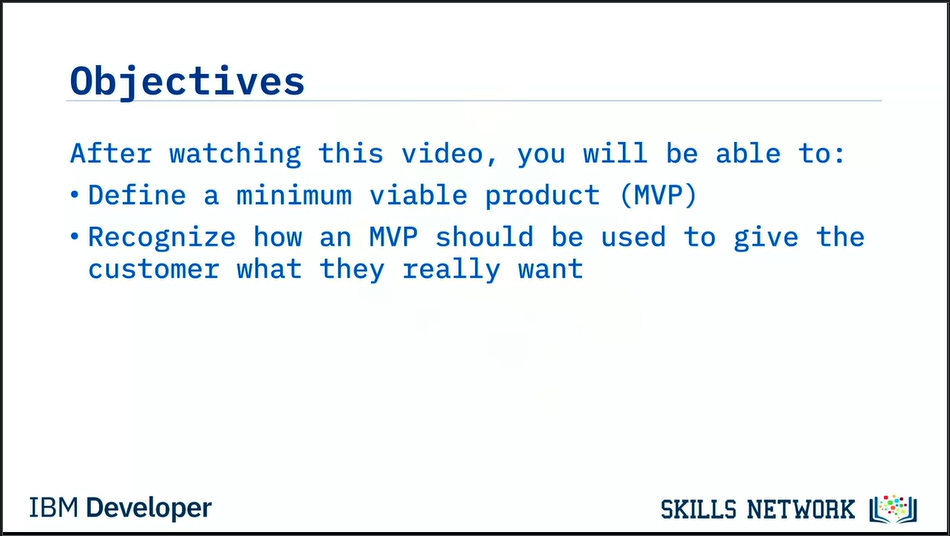 Objectives
After watching this video, you will be able to:
• Define a minimum viable product (MVP)
• Recognize how an MVP should be used to give the
customer what they really want
IBM Developer
SKILLS NETWORK